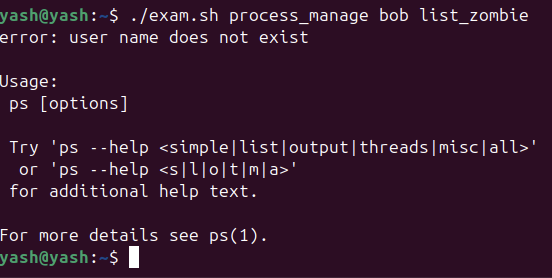 yash@yash:~$ ./exam.sh process_manage bob list_zombie
error: user name does not exist
Usage:
ps [options]
Try 'ps --help <simple|list|output|threads|misc|all>'
or 'ps --help <s|l|o|t|m|a>'
for additional help text.
For more details see ps(1).
yash@yash:~$